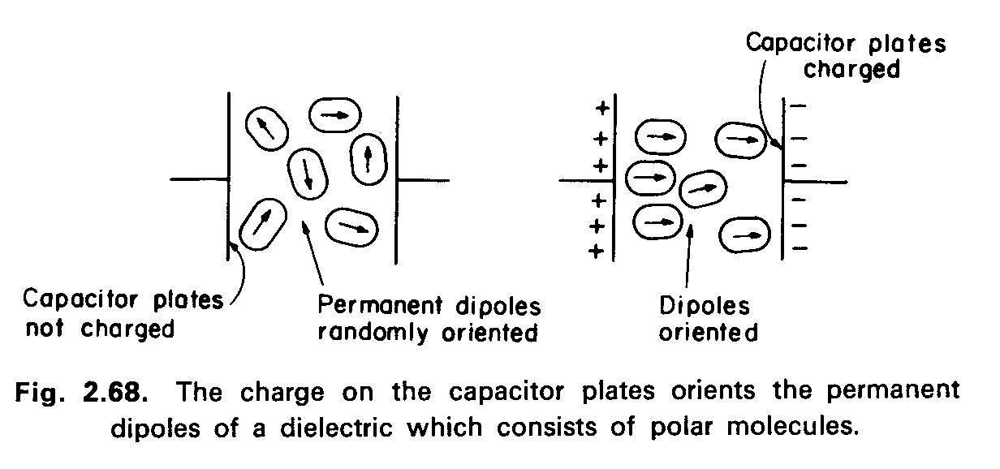 Capacitor plates
charged
+ −
+ −
+ −
+ −
+ −
+ −
Capacitor plates
not charged
Permanent dipoles
randomly oriented
Dipoles
oriented
Fig. 2.68. The charge on the capacitor plates orients the permanent
dipoles of a dielectric which consists of polar molecules.